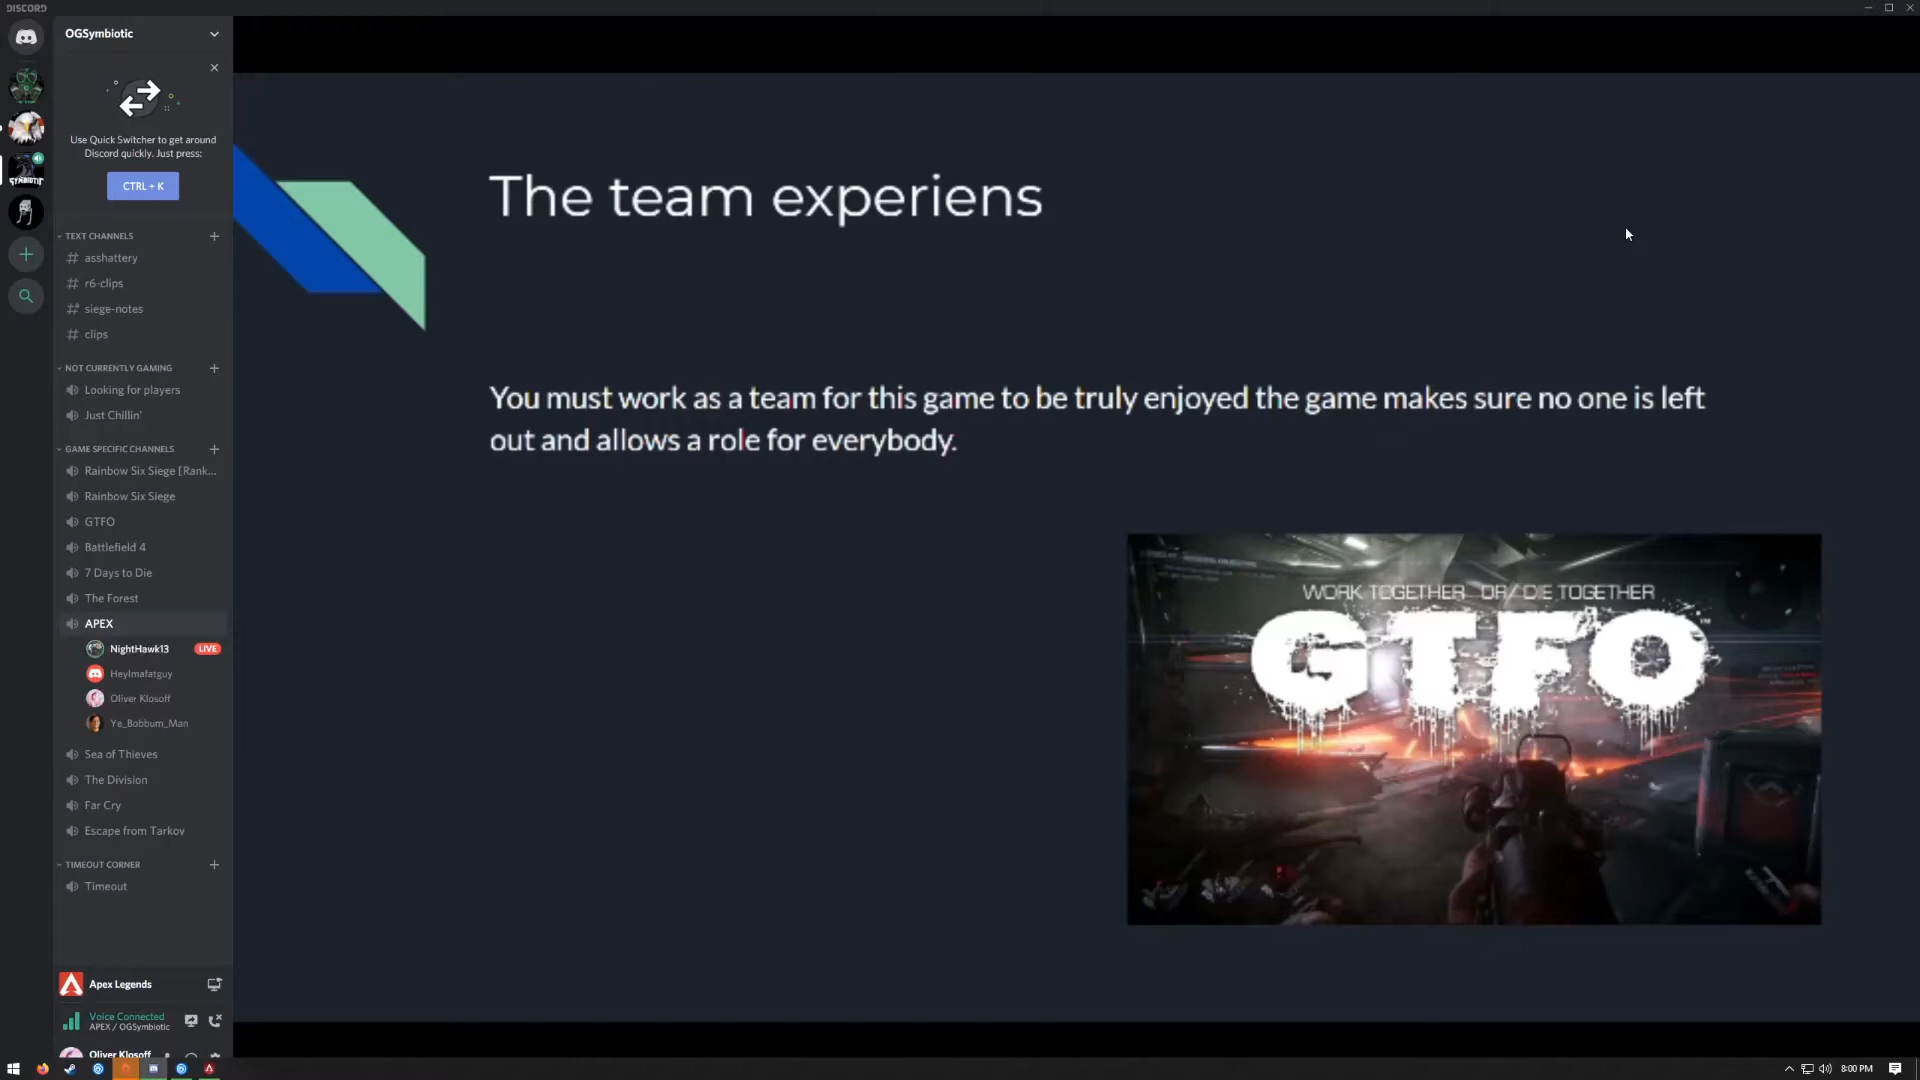 DISCORD
OGSymbiotic
Use Quick Switcher to get around
Discord quickly. Just press:
CTRL + K
TEXT CHANNELS
asshattery
r6-clips
siege-notes
clips
NOT CURRENTLY GAMING
Looking for players
Just Chillin'
GAME SPECIFIC CHANNELS
Rainbow Six Siege [Rank...
Rainbow Six Siege
GTFO
Battlefield 4
7 Days to Die
The Forest
APEX
NightHawk13 LIVE
HeyImafatguy
Oliver Klosoff
Ye_Bobbum_Man
Sea of Thieves
The Division
Far Cry
Escape from Tarkov
TIMEOUT CORNER
Timeout
Apex Legends
Voice Connected
APEX / OGSymbiotic
Oliver Klosoff
The team experiens
You must work as a team for this game to be truly enjoyed the game makes sure no one is left
out and allows a role for everybody.
WORK TOGETHER OR/DIE TOGETHER
GTFO
8:00 PM